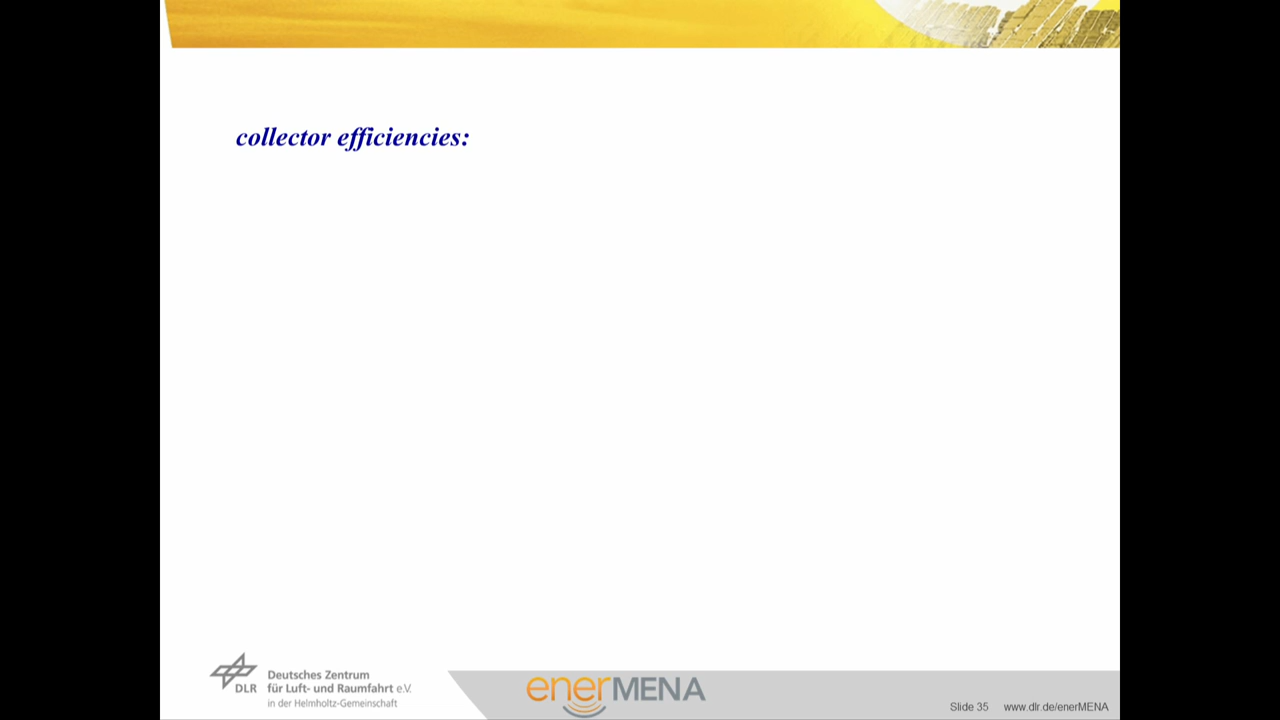 collector efficiencies:
DLR
Deutsches Zentrum
für Luft- und Raumfahrt e.V.
in der Helmholtz-Gemeinschaft
enerMENA
Slide 35 www.dlr.de/enerMENA